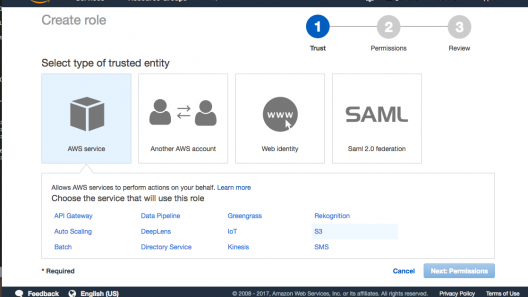 Create role
1 2 3
Trust Permissions Review
Select type of trusted entity
WWW SAML
AWS service Another AWS account Web identity Saml 2.0 federation
Allows AWS services to perform actions on your behalf. Learn more
Choose the service that will use this role
API Gateway Data Pipeline Greengrass Rekognition
Auto Scaling DeepLens IoT S3
Batch Directory Service Kinesis SMS
* Required Cancel Next: Permissions
Feedback English (US) © 2008 - 2017, Amazon Web Services, Inc. or its affiliates. All rights reserved. Privacy Policy Terms of Use